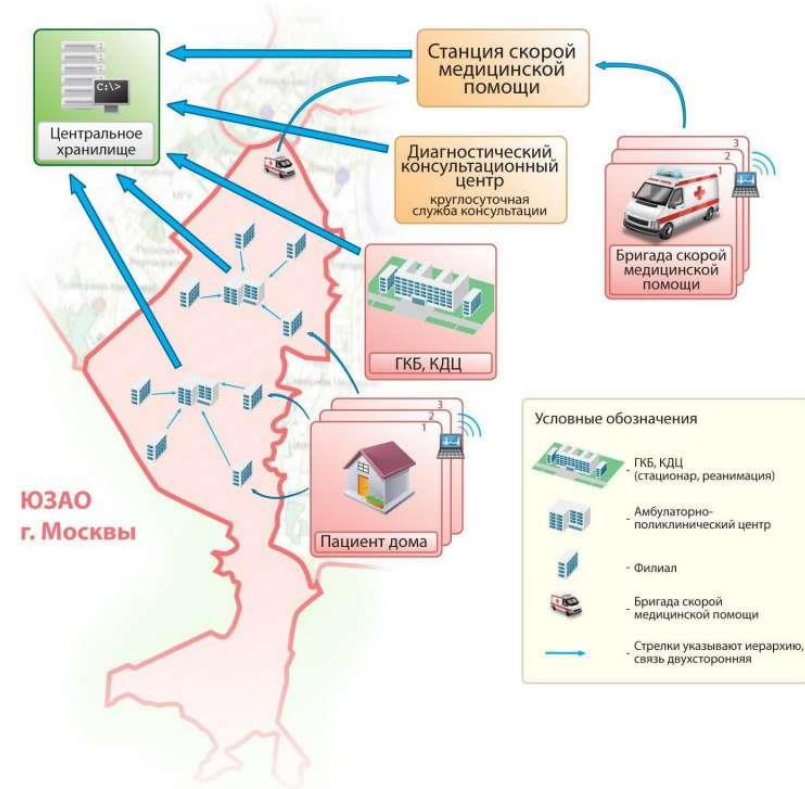 C:\>
Центральное
хранилище
Станция скорой
медицинской
помощи
Диагностический
консультационный
центр
круглосуточная
служба консультации
3
2
1
Бригада скорой
медицинской
помощи
ГКБ, КДЦ
3
2
1
Пациент дома
ЮЗАО
г. Москвы
Условные обозначения
- ГКБ, КДЦ
(стационар, реанимация)
- Амбулаторно-
поликлинический центр
- Филиал
- Бригада скорой
медицинской помощи
- Стрелки указывают иерархию,
связь двухсторонняя